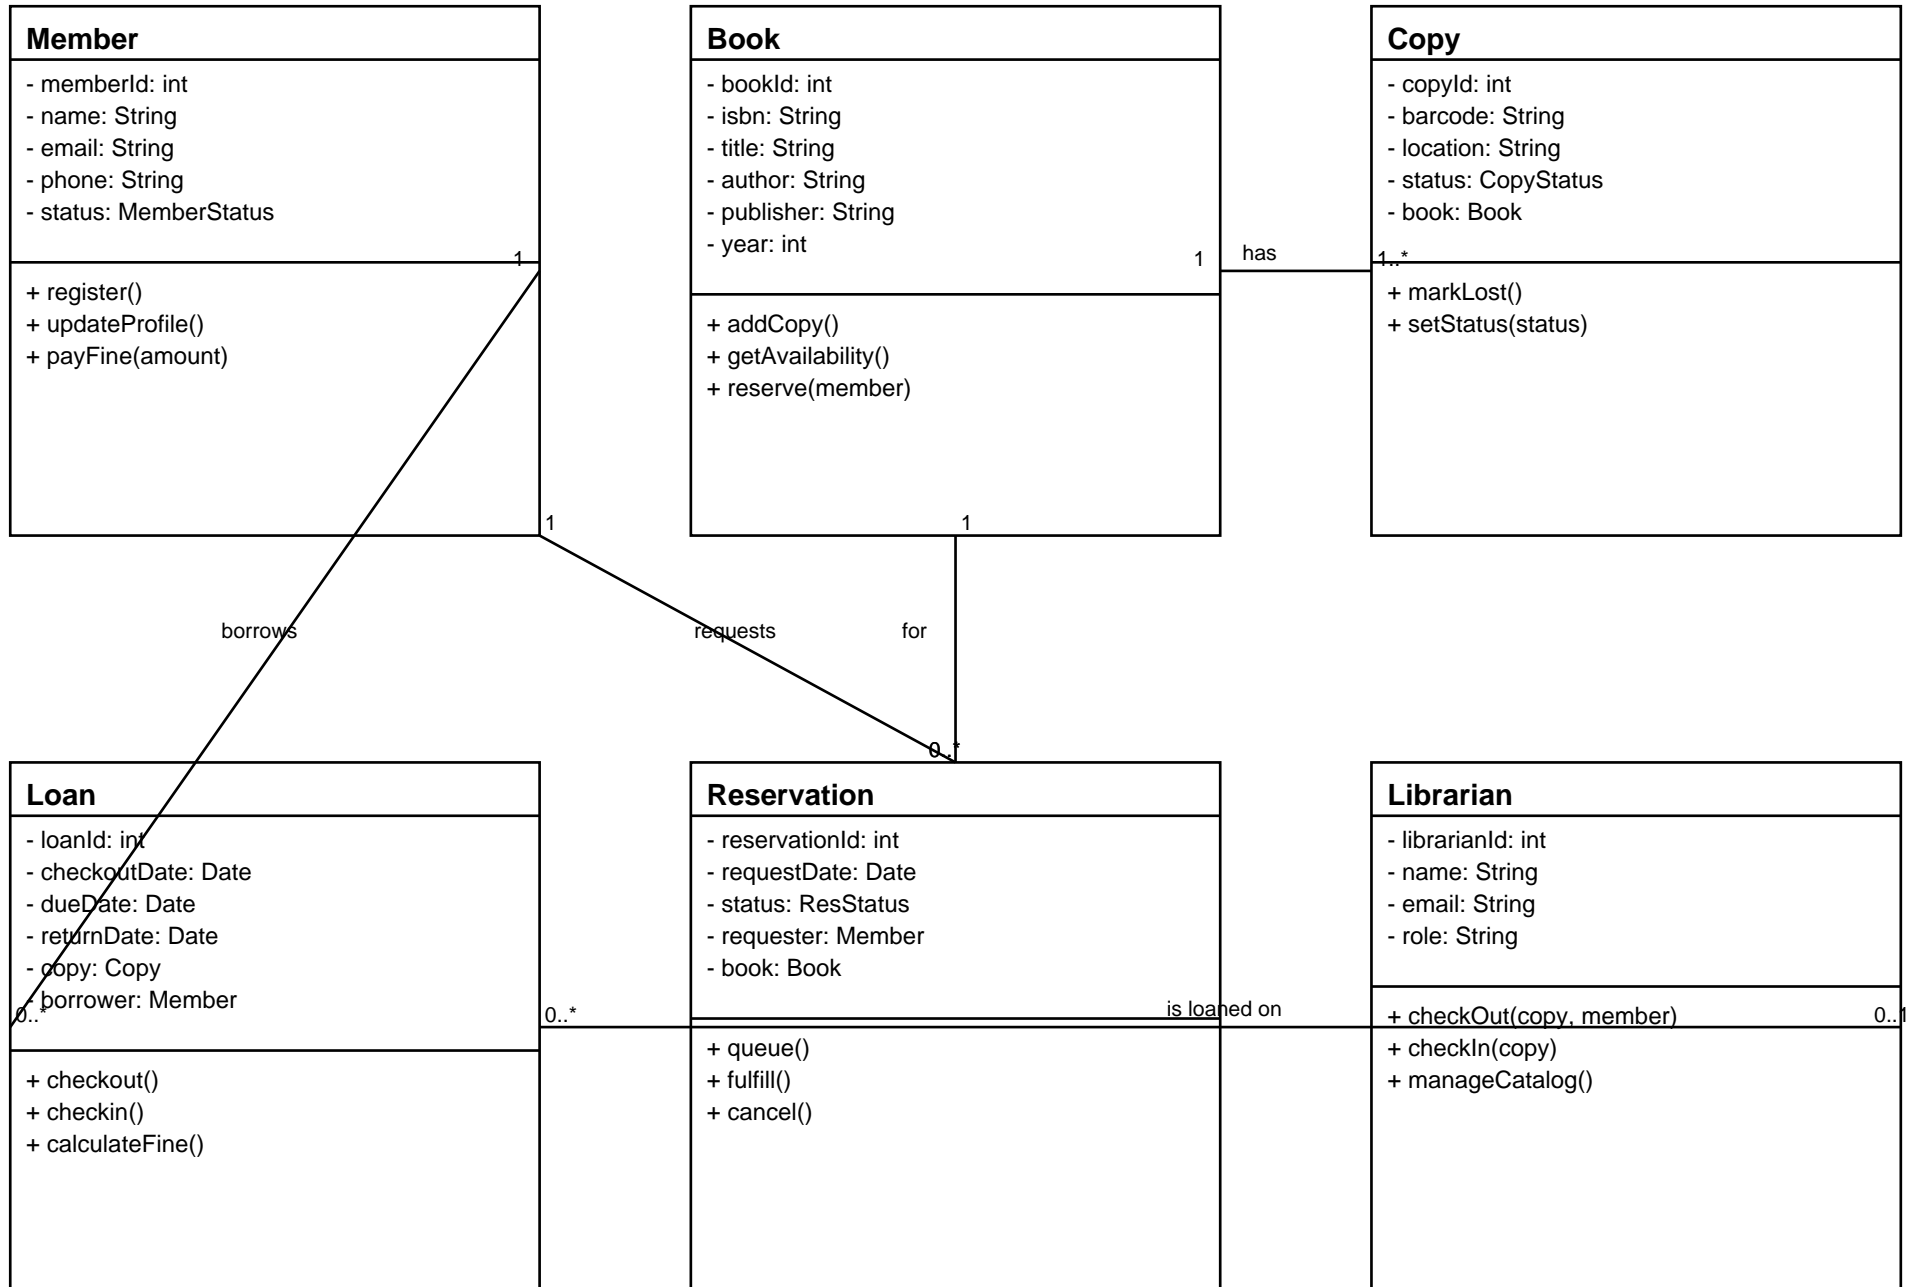 Member
- memberId: int
- name: String
- email: String
- phone: String
- status: MemberStatus
1
+ register()
+ updateProfile()
+ payFine(amount)
1
Book
- bookId: int
- isbn: String
- title: String
- author: String
- publisher: String
- year: int
1
+ addCopy()
+ getAvailability()
+ reserve(member)
1
has
Copy
- copyId: int
- barcode: String
- location: String
- status: CopyStatus
- book: Book
1..*
+ markLost()
+ setStatus(status)
borrows
requests
for
0..*
Loan
- loanId: int
- checkoutDate: Date
- dueDate: Date
- returnDate: Date
- copy: Copy
- borrower: Member
0..*
+ checkout()
+ checkin()
+ calculateFine()
0..*
Reservation
- reservationId: int
- requestDate: Date
- status: ResStatus
- requester: Member
- book: Book
is loaned on
+ queue()
+ fulfill()
+ cancel()
Librarian
- librarianId: int
- name: String
- email: String
- role: String
+ checkOut(copy, member)
0..1
+ checkIn(copy)
+ manageCatalog()